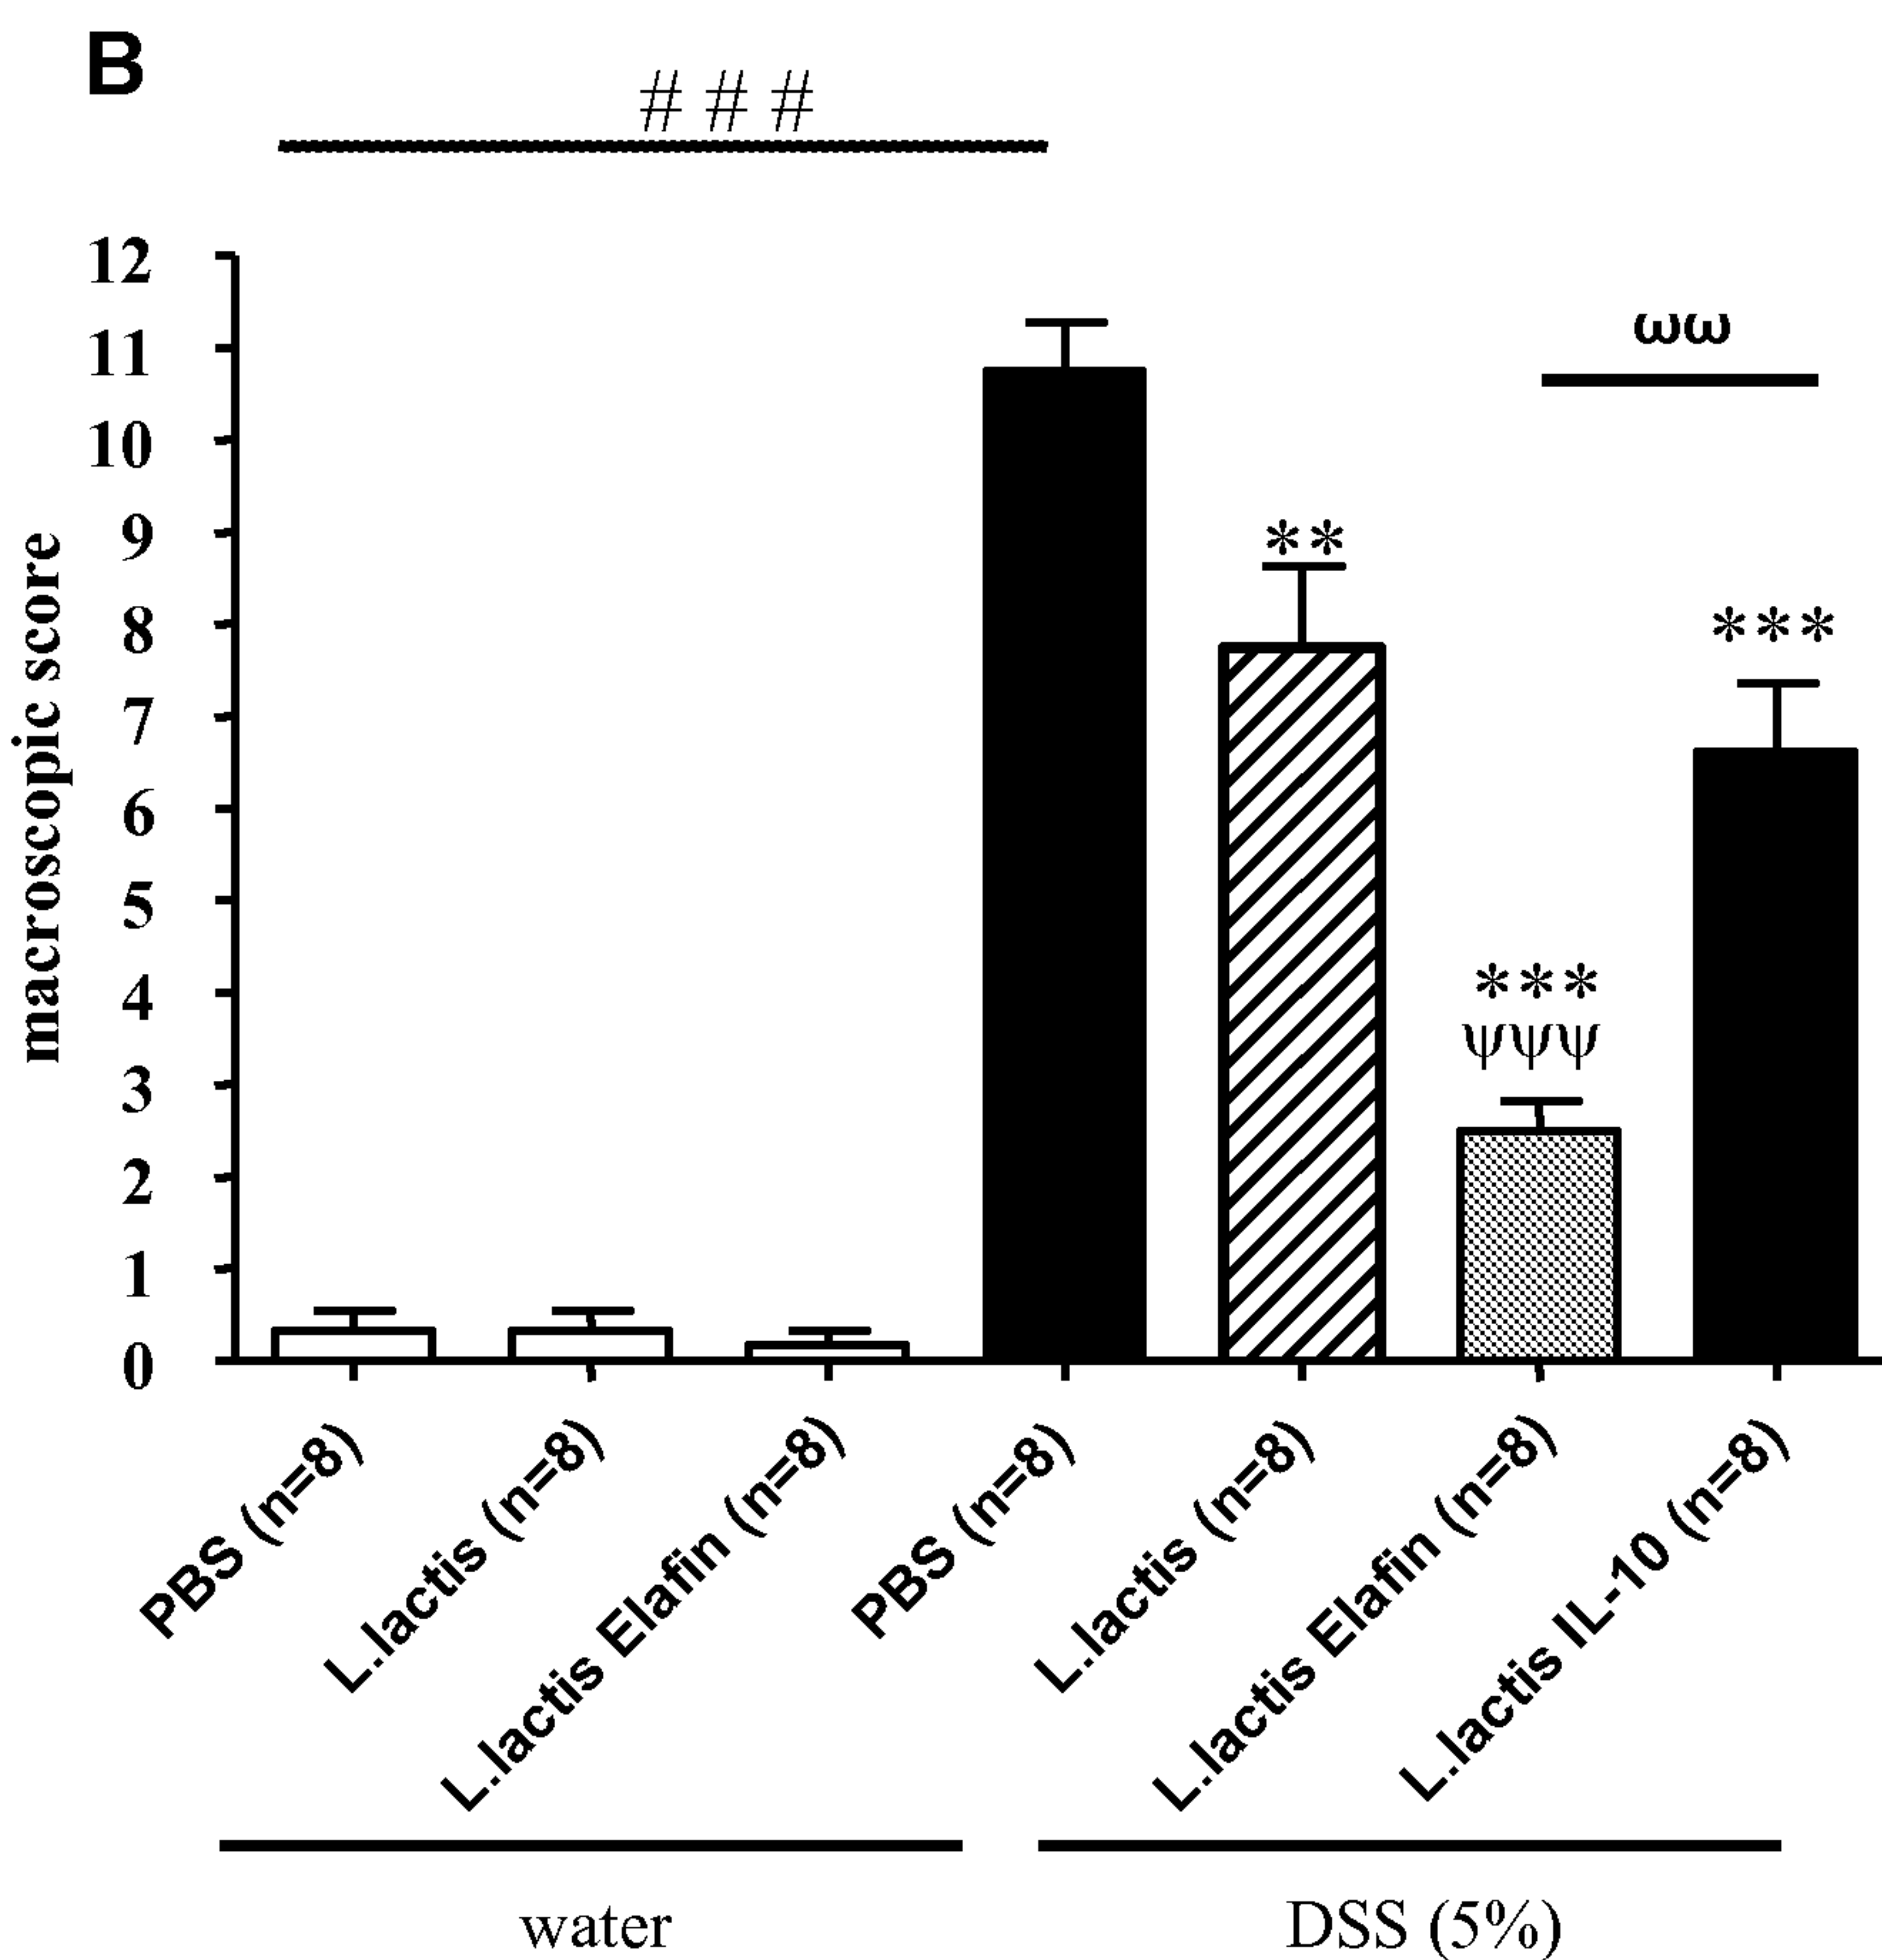 B
# # #
12
11
10
9
8
7
6
5
4
3
2
1
0
macroscopic score
ωω
**
***
***
ψψψ
PBS (n=8)
L.lactis (n=8)
L.lactis Elafin (n=8)
PBS (n=8)
L.lactis (n=8)
L.lactis Elafin (n=8)
L.lactis IL-10 (n=8)
water
DSS (5%)